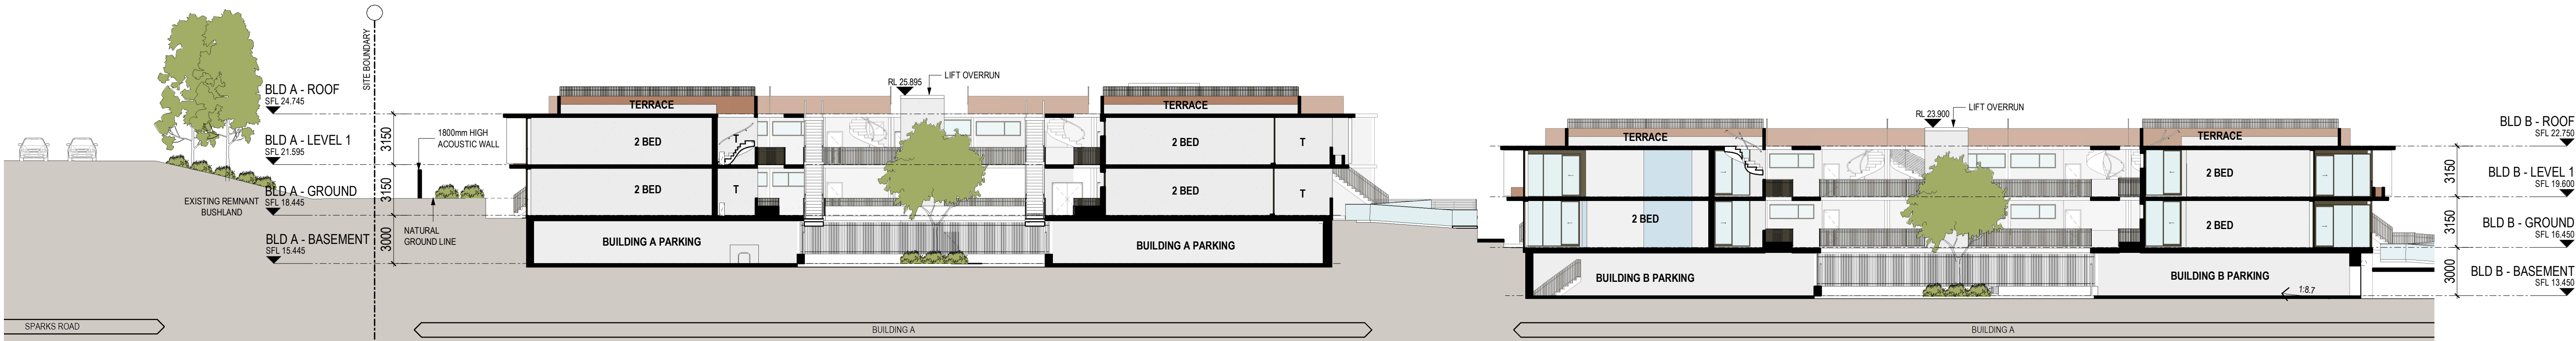 SITE BOUNDARY
BLD A - ROOF
SFL 24.745
BLD A - LEVEL 1
SFL 21.595
BLD A - GROUND
SFL 18.445
BLD A - BASEMENT
SFL 15.445
EXISTING REMNANT
BUSHLAND
3150
3150
3000
1800mm HIGH
ACOUSTIC WALL
NATURAL
GROUND LINE
RL 25.895
LIFT OVERRUN
TERRACE
TERRACE
2 BED
T
2 BED
T
2 BED
T
2 BED
T
BUILDING A PARKING
BUILDING A PARKING
RL 23.900
LIFT OVERRUN
TERRACE
TERRACE
2 BED
2 BED
2 BED
BUILDING B PARKING
BUILDING B PARKING
1:8.7
3150
3150
3000
BLD B - ROOF
SFL 22.750
BLD B - LEVEL 1
SFL 19.600
BLD B - GROUND
SFL 16.450
BLD B - BASEMENT
SFL 13.450
SPARKS ROAD
BUILDING A
BUILDING A